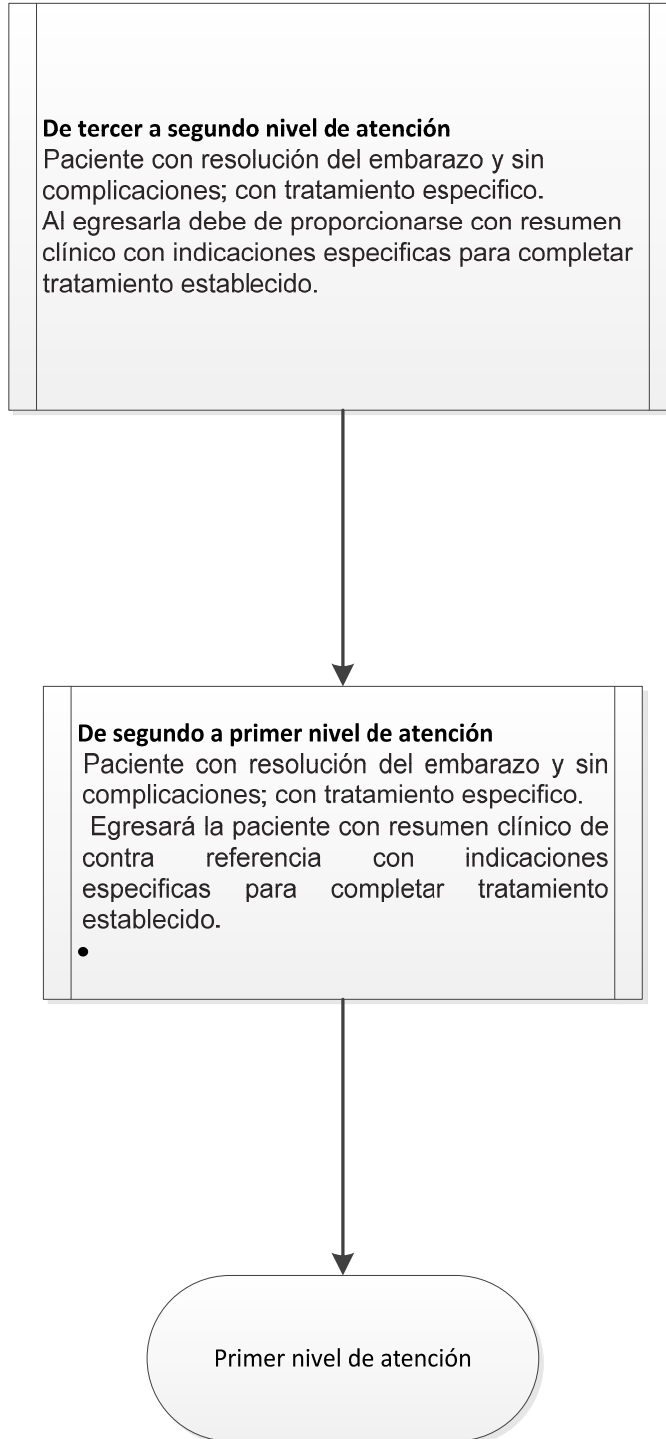 De tercer a segundo nivel de atención
Paciente con resolución del embarazo y sin
complicaciones; con tratamiento especifico.
Al egresarla debe de proporcionarse con resumen
clínico con indicaciones especificas para completar
tratamiento establecido.
De segundo a primer nivel de atención
Paciente con resolución del embarazo y sin
complicaciones; con tratamiento especifico.
Egresará la paciente con resumen clínico de
contra referencia con indicaciones
especificas para completar tratamiento
establecido.
•
Primer nivel de atención